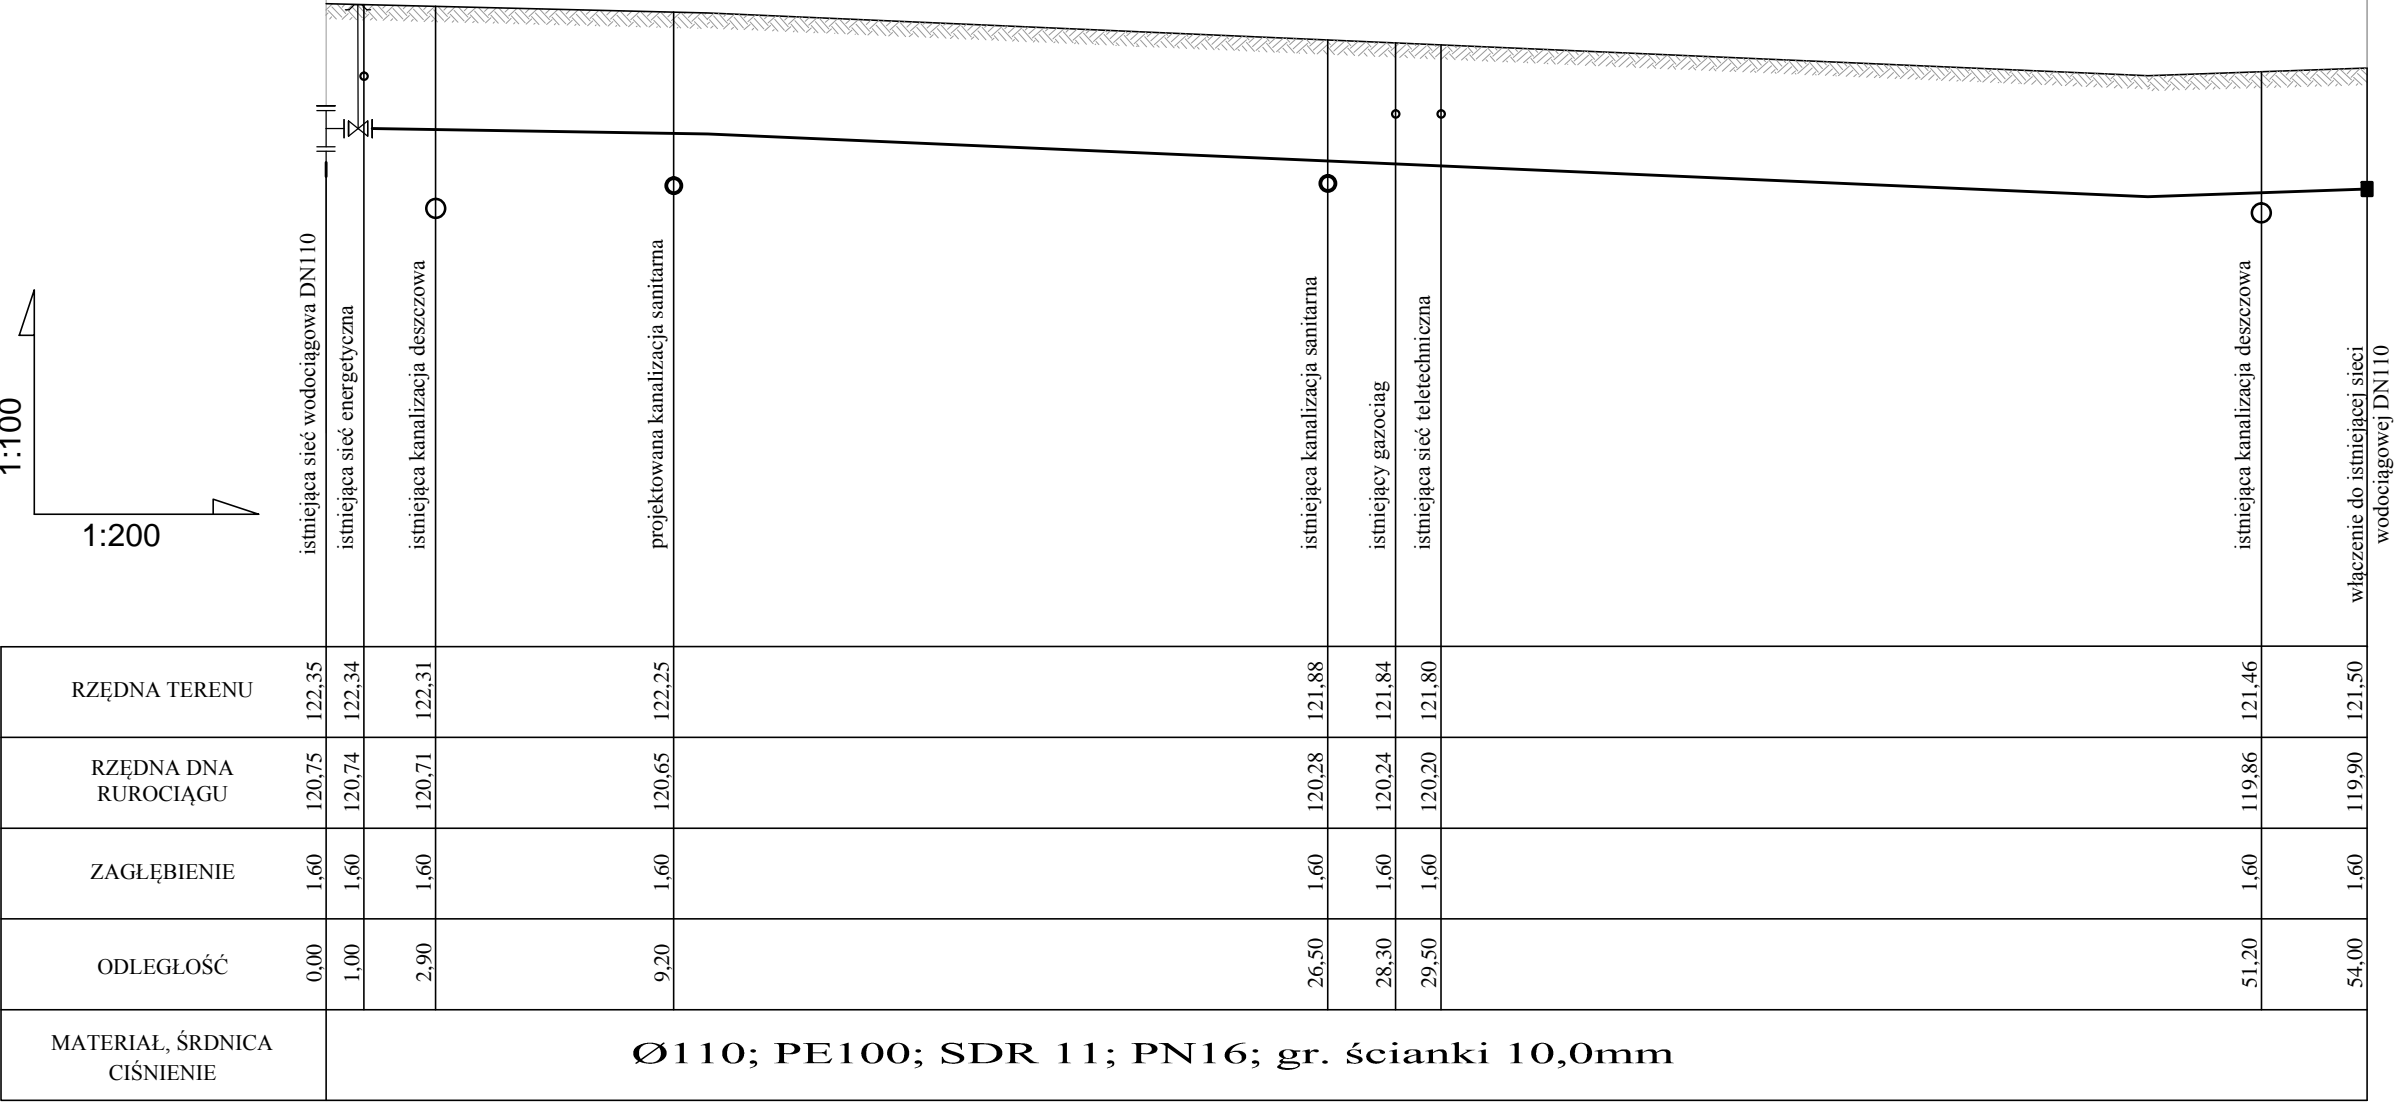 1:100
1:200
istniejąca sieć wodociągowa DN110
istniejąca sieć energetyczna
istniejąca kanalizacja deszczowa
projektowana kanalizacja sanitarna
istniejąca kanalizacja sanitarna
istniejący gazociąg
istniejąca sieć teletechniczna
istniejąca kanalizacja deszczowa
włączenie do istniejącej sieci
wodociągowej DN110
RZĘDNA TERENU
122,35
122,34
122,31
122,25
121,88
121,84
121,80
121,46
121,50
RZĘDNA DNA
RUROCIĄGU
120,75
120,74
120,71
120,65
120,28
120,24
120,20
119,86
119,90
ZAGŁĘBIENIE
1,60
1,60
1,60
1,60
1,60
1,60
1,60
1,60
1,60
ODLEGŁOŚĆ
0,00
1,00
2,90
9,20
26,50
28,30
29,50
51,20
54,00
MATERIAŁ, ŚRDNICA
CIŚNIENIE
Ø110; PE100; SDR 11; PN16; gr. ścianki 10,0mm